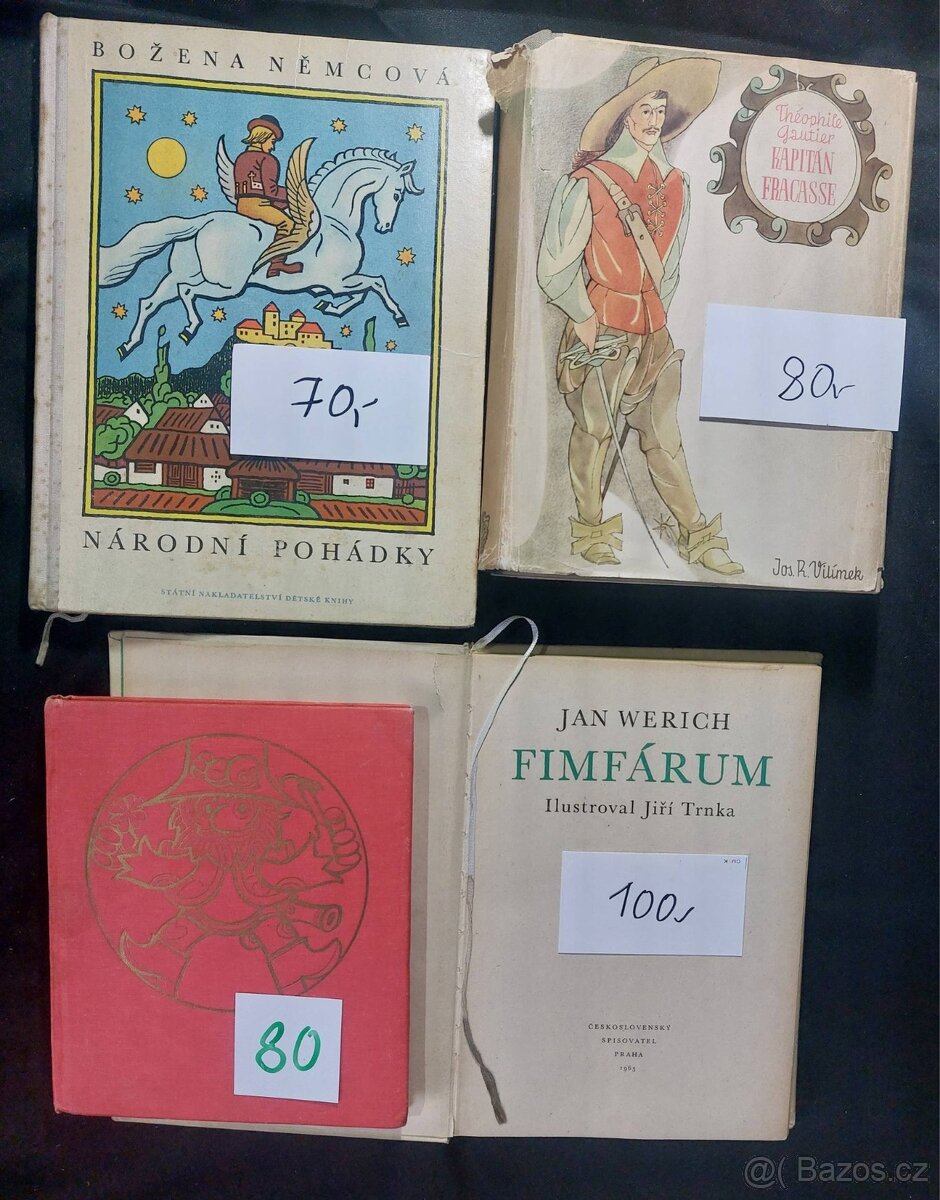 BOŽENA NĚMCOVÁ
70,-
NÁRODNÍ POHÁDKY
STÁTNÍ NAKLADATELSTVÍ DĚTSKÉ KNIHY
Théophile
Gautier
KAPITÁN
FRACASSE
80,-
Jos. R. Vilímek
80
JAN WERICH
FIMFÁRUM
Ilustroval Jiří Trnka
100,-
ČESKOSLOVENSKÝ
SPISOVATEL
PRAHA
1965
@( Bazos.cz